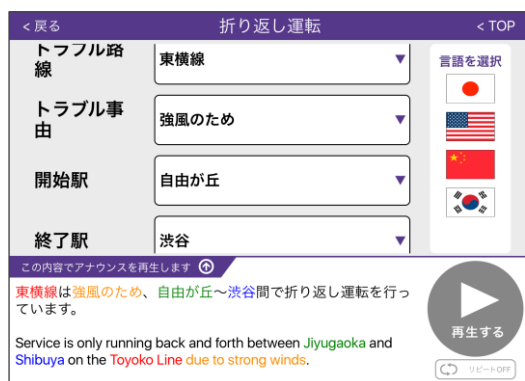 < 戻る
折り返し運転
< TOP
トラブル路
線
東横線
▼
言語を選択
トラブル事
由
強風のため
▼
開始駅
自由が丘
▼
終了駅
渋谷
▼
この内容でアナウンスを再生します
東横線は強風のため、自由が丘〜渋谷間で折り返し運転を行っ
ています。
Service is only running back and forth between Jiyugaoka and
Shibuya on the Toyoko Line due to strong winds.
再生する
リピートOFF